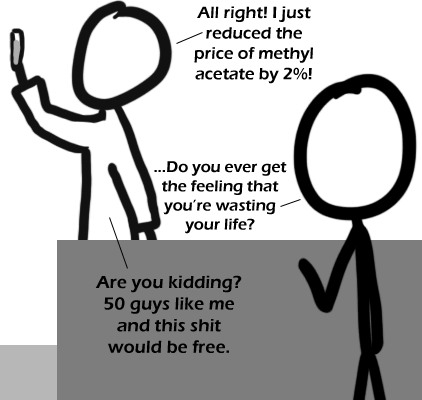 All right! I just
reduced the
price of methyl
acetate by 2%!
...Do you ever get
the feeling that
you're wasting
your life?
Are you kidding?
50 guys like me
and this shit
would be free.